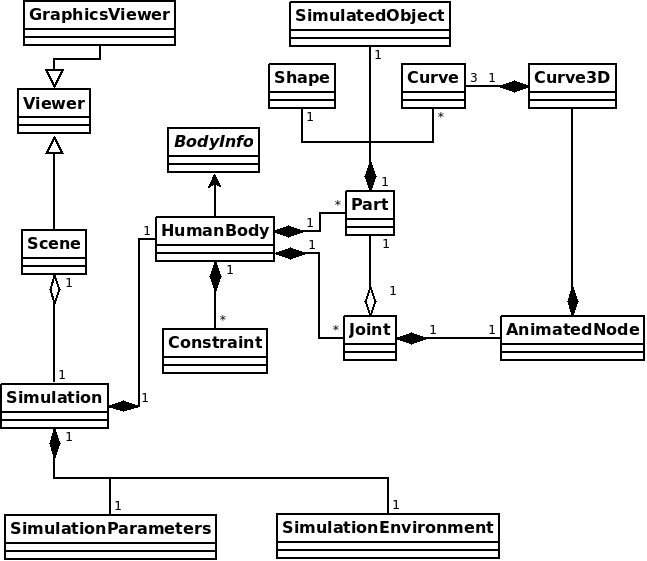 GraphicsViewer
SimulatedObject
1
Viewer
Shape
1
Curve
3 1
*
Curve3D
BodyInfo
1
* Part
1
Scene
1
1
HumanBody
1
1
1
1
* Joint
1 1
AnimatedNode
*
Constraint
1
Simulation
1
1
1
SimulationParameters
1
SimulationEnvironment